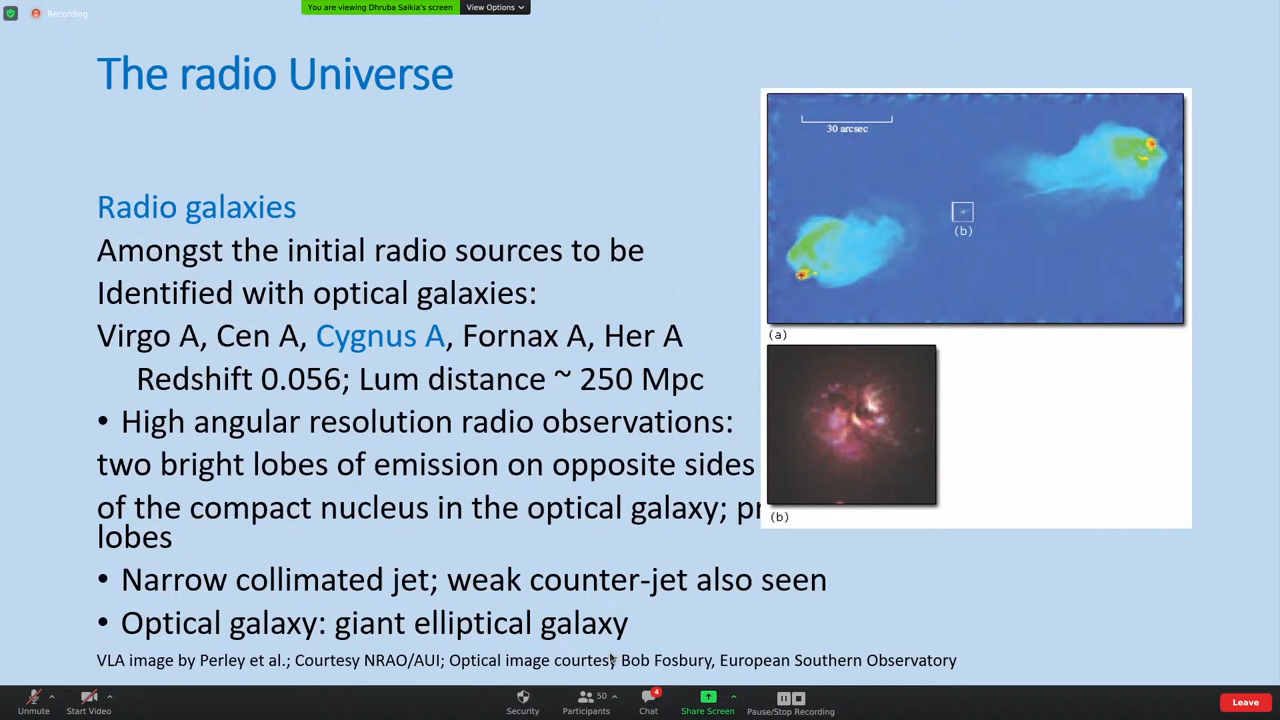 Recording
You are viewing Dhruba Saikia's screen
View Options
The radio Universe
30 arcsec
(b)
(a)
(b)
Radio galaxies
Amongst the initial radio sources to be
Identified with optical galaxies:
Virgo A, Cen A, Cygnus A, Fornax A, Her A
Redshift 0.056; Lum distance ~ 250 Mpc
• High angular resolution radio observations:
two bright lobes of emission on opposite sides
of the compact nucleus in the optical galaxy;
lobes
• Narrow collimated jet; weak counter-jet also seen
• Optical galaxy: giant elliptical galaxy
VLA image by Perley et al.; Courtesy NRAO/AUI; Optical image courtesy Bob Fosbury, European Southern Observatory
Unmute
Start Video
Security
50
Participants
4
Chat
Share Screen
Pause/Stop Recording
Leave